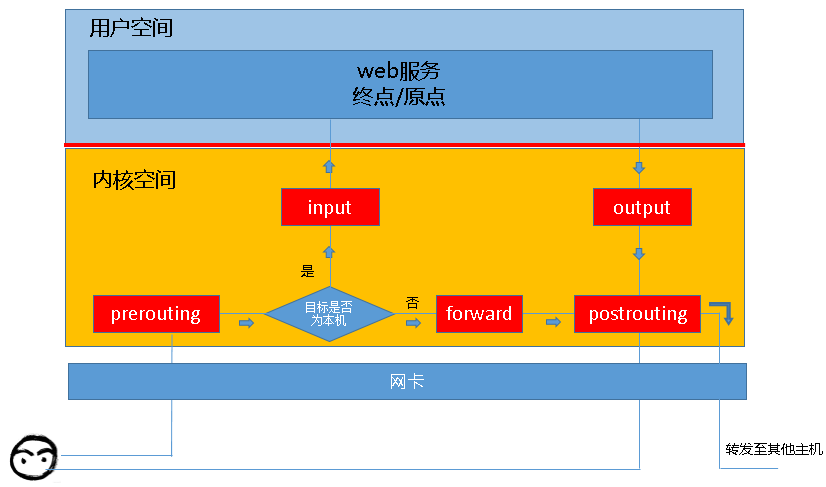 用户空间
web服务
终点/原点
内核空间
input
output
是
prerouting
目标是否
为本机
否
forward
postrouting
网卡
转发至其他主机